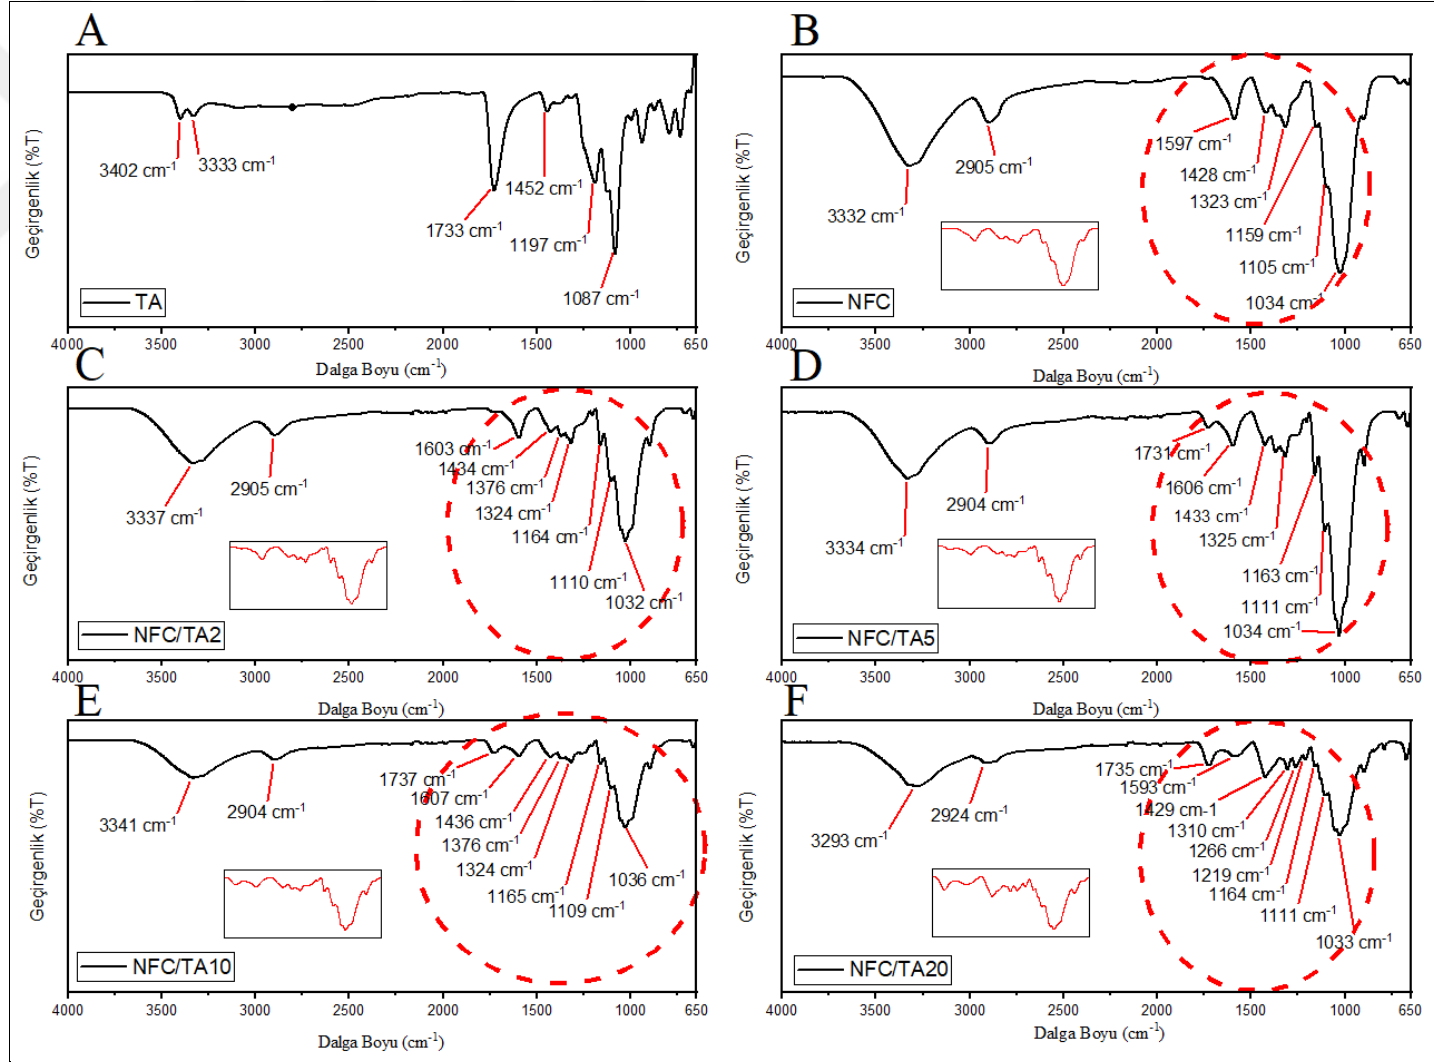 A
Geçirgenlik (%T)
3402 cm-1
3333 cm-1
1733 cm-1
1452 cm-1
1197 cm-1
1087 cm-1
TA
4000 3500 3000 2500 2000 1500 1000 650
Dalga Boyu (cm-1)
B
Geçirgenlik (%T)
3332 cm-1
2905 cm-1
1597 cm-1
1428 cm-1
1323 cm-1
1159 cm-1
1105 cm-1
1034 cm-1
NFC
4000 3500 3000 2500 2000 1500 1000 650
Dalga Boyu (cm-1)
C
Geçirgenlik (%T)
3337 cm-1
2905 cm-1
1603 cm-1
1434 cm-1
1376 cm-1
1324 cm-1
1164 cm-1
1110 cm-1
1032 cm-1
NFC/TA2
4000 3500 3000 2500 2000 1500 1000 650
Dalga Boyu (cm-1)
D
Geçirgenlik (%T)
3334 cm-1
2904 cm-1
1731 cm-1
1606 cm-1
1433 cm-1
1325 cm-1
1163 cm-1
1111 cm-1
1034 cm-1
NFC/TA5
4000 3500 3000 2500 2000 1500 1000 650
Dalga Boyu (cm-1)
E
Geçirgenlik (%T)
3341 cm-1
2904 cm-1
1737 cm-1
1607 cm-1
1436 cm-1
1376 cm-1
1324 cm-1
1165 cm-1
1109 cm-1
1036 cm-1
NFC/TA10
4000 3500 3000 2500 2000 1500 1000 650
Dalga Boyu (cm-1)
F
Geçirgenlik (%T)
3293 cm-1
2924 cm-1
1735 cm-1
1593 cm-1
1429 cm-1
1310 cm-1
1266 cm-1
1219 cm-1
1164 cm-1
1111 cm-1
1033 cm-1
NFC/TA20
4000 3500 3000 2500 2000 1500 1000 650
Dalga Boyu (cm-1)